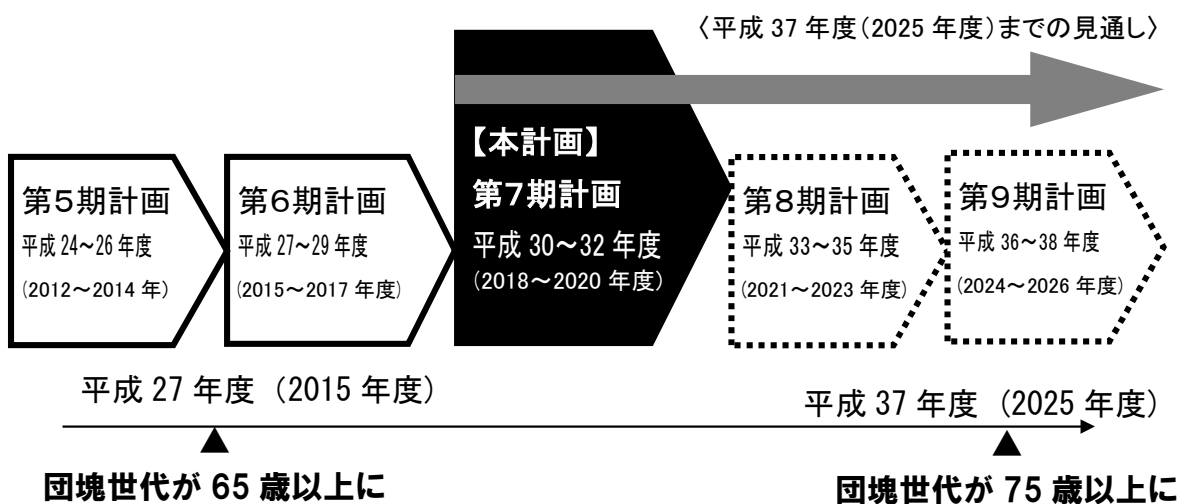 〈平成 37 年度(2025 年度)までの見通し〉
第5期計画
平成 24～26 年度
(2012～2014 年)
第6期計画
平成 27～29 年度
(2015～2017 年度)
【本計画】
第7期計画
平成 30～32 年度
(2018～2020 年度)
第8期計画
平成 33～35 年度
(2021～2023 年度)
第9期計画
平成 36～38 年度
(2024～2026 年度)
平成 27 年度（2015 年度）
平成 37 年度（2025 年度）
団塊世代が 65 歳以上に
団塊世代が 75 歳以上に